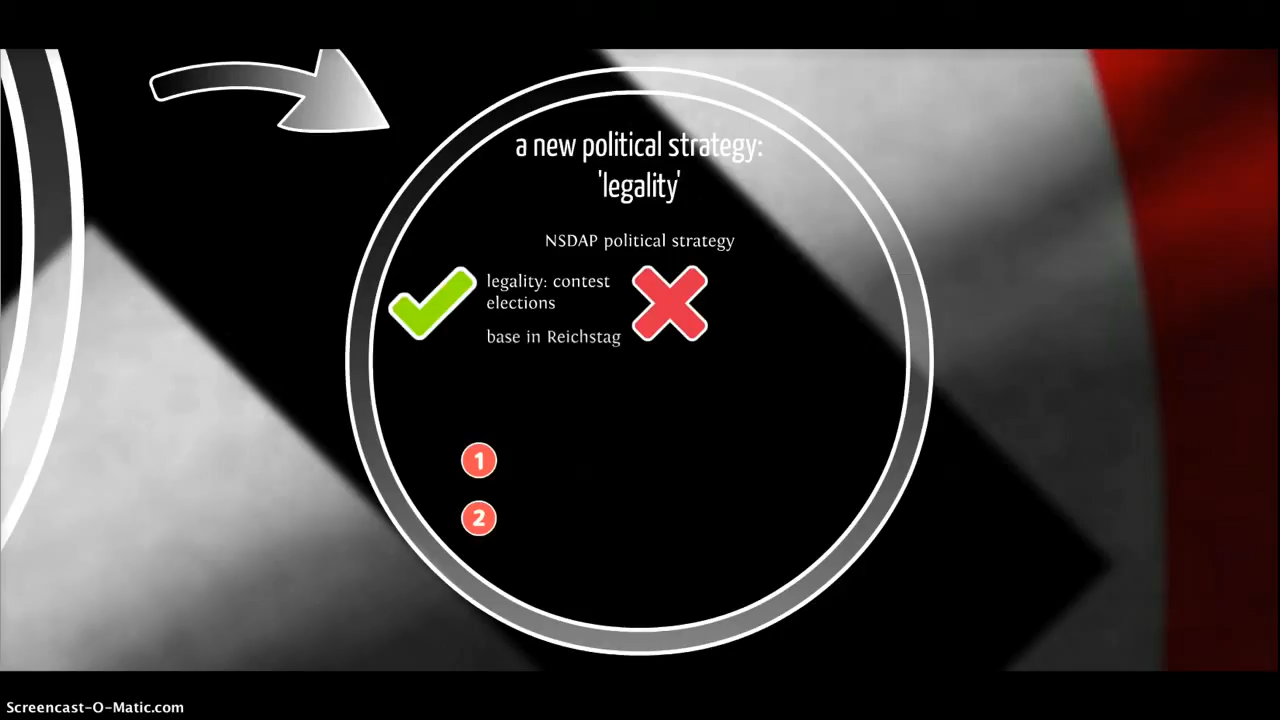 a new political strategy:
'legality'
NSDAP political strategy
legality: contest
elections
base in Reichstag
1
2
Screencast-O-Matic.com